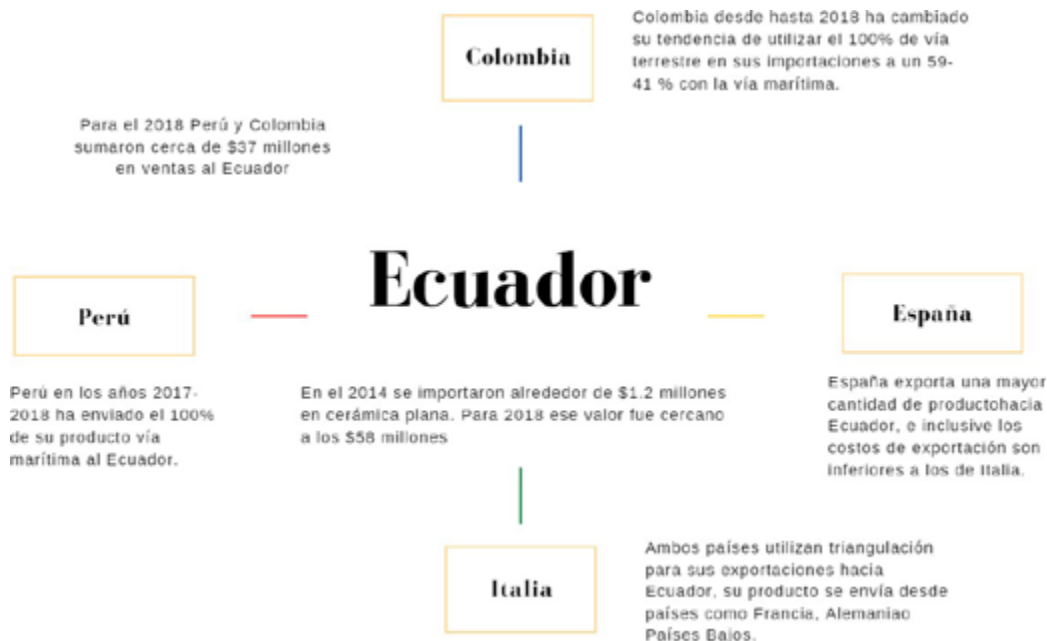 Colombia
Colombia desde hasta 2018 ha cambiado
su tendencia de utilizar el 100% de vía
terrestre en sus importaciones a un 59-
41 % con la vía marítima.
Para el 2018 Perú y Colombia
sumaron cerca de $37 millones
en ventas al Ecuador
Ecuador
Perú
España
Perú en los años 2017-
2018 ha enviado el 100%
de su producto vía
marítima al Ecuador.
En el 2014 se importaron alrededor de $1.2 millones
en cerámica plana. Para 2018 ese valor fue cercano
a los $58 millones
España exporta una mayor
cantidad de productohacia
Ecuador, e inclusive los
costos de exportación son
inferiores a los de Italia.
Italia
Ambos países utilizan triangulación
para sus exportaciones hacia
Ecuador, su producto se envía desde
países como Francia, Alemaniao
Países Bajos.